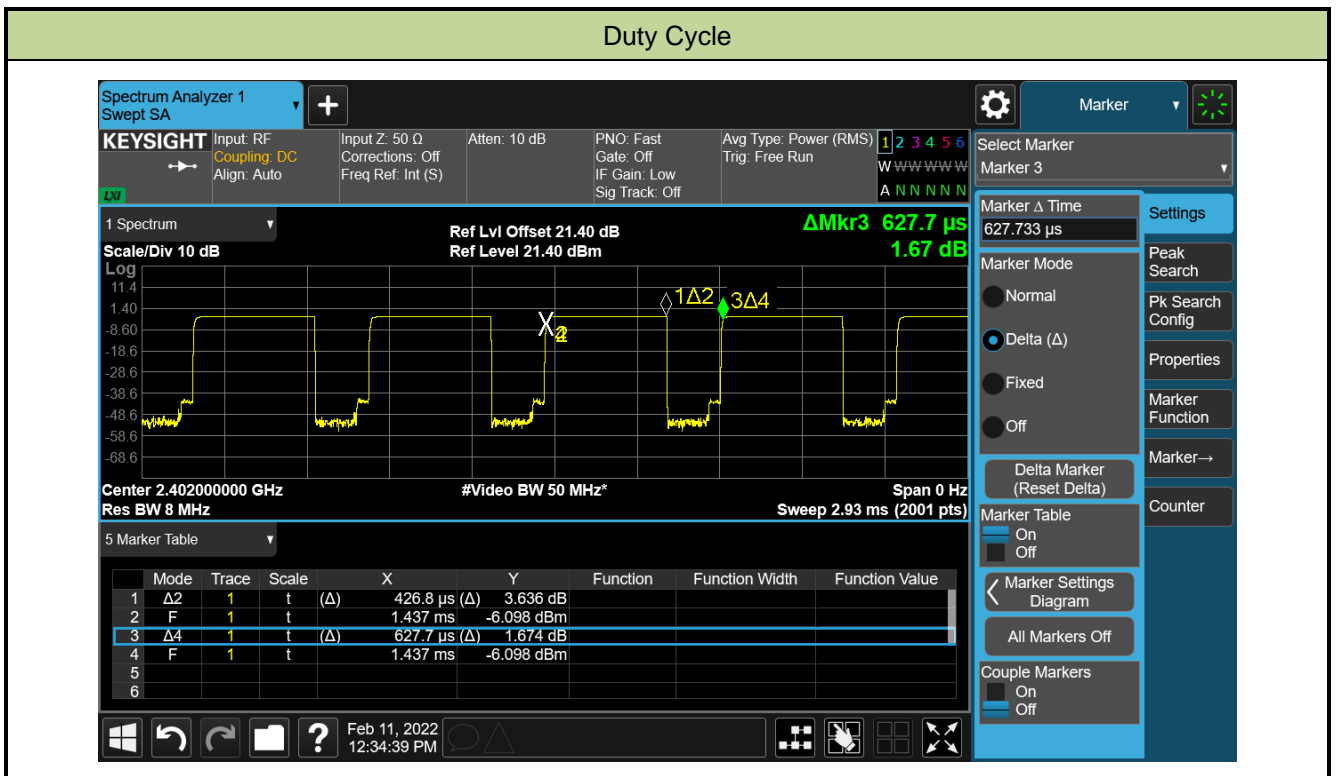 Duty Cycle
Spectrum Analyzer 1
Swept SA
Marker
KEYSIGHT
Input: RF
Coupling: DC
Align: Auto
Input Z: 50 Ω
Corrections: Off
Freq Ref: Int (S)
Atten: 10 dB
PNO: Fast
Gate: Off
IF Gain: Low
Sig Track: Off
Avg Type: Power (RMS)
Trig: Free Run
1 2 3 4 5 6
W W W W W W
A N N N N N
LXI
Select Marker
Marker 3
1 Spectrum
Scale/Div 10 dB
Ref Lvl Offset 21.40 dB
Ref Level 21.40 dBm
ΔMkr3 627.7 µs
1.67 dB
Log
11.4
1.40
-8.60
-18.6
-28.6
-38.6
-48.6
-58.6
-68.6
1Δ2
3Δ4
X
Center 2.402000000 GHz
Res BW 8 MHz
#Video BW 50 MHz*
Span 0 Hz
Sweep 2.93 ms (2001 pts)
5 Marker Table
Mode Trace Scale X Y Function Function Width Function Value
1 Δ2 1 t (Δ) 426.8 µs (Δ) 3.636 dB
2 F 1 t 1.437 ms -6.098 dBm
3 Δ4 1 t (Δ) 627.7 µs (Δ) 1.674 dB
4 F 1 t 1.437 ms -6.098 dBm
5
6
Marker Δ Time
627.733 µs
Marker Mode
Normal
Delta (Δ)
Fixed
Off
Delta Marker
(Reset Delta)
Marker Table
On
Off
Marker Settings
Diagram
All Markers Off
Couple Markers
On
Off
Settings
Peak
Search
Pk Search
Config
Properties
Marker
Function
Marker→
Counter
?
Feb 11, 2022
12:34:39 PM